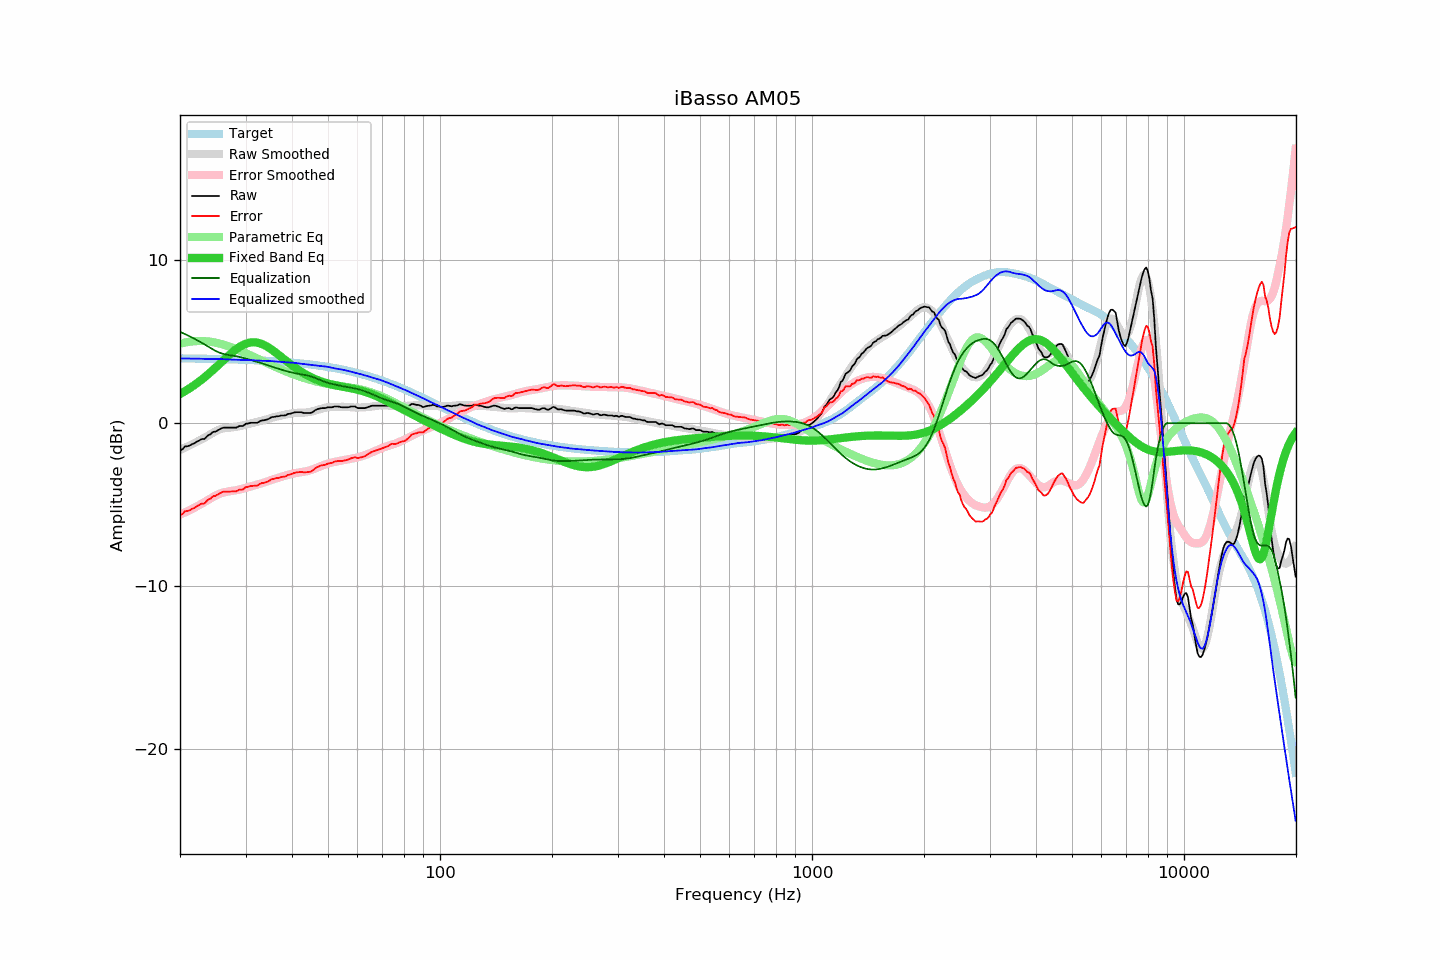 iBasso AM05
Target
Raw Smoothed
Error Smoothed
Raw
Error
Parametric Eq
Fixed Band Eq
Equalization
Equalized smoothed
10
0
−10
−20
Amplitude (dBr)
100
1000
10000
Frequency (Hz)